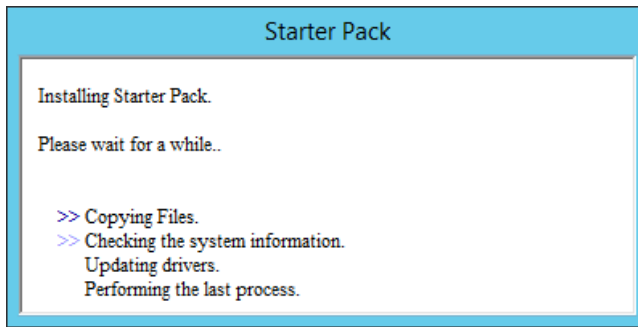 Starter Pack
Installing Starter Pack.
Please wait for a while..
>> Copying Files.
>> Checking the system information.
Updating drivers.
Performing the last process.